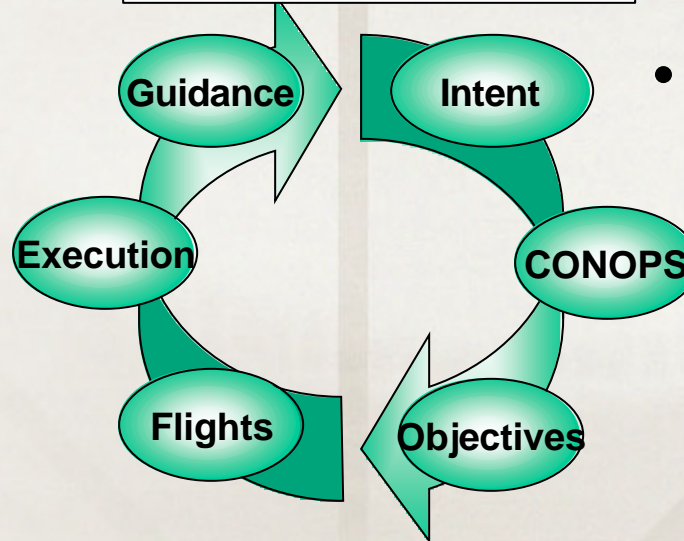 Guidance
Intent
Execution
CONOPS
Flights
Objectives